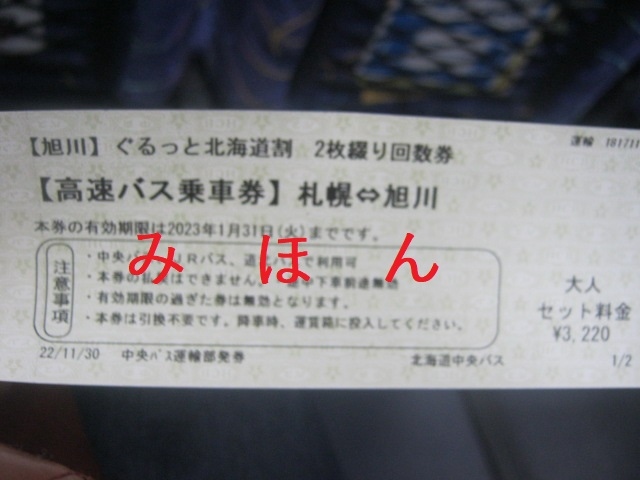 【旭川】ぐるっと北海道割 2枚綴り回数券
運輸 181711
【高速バス乗車券】札幌⇔旭川
本券の有効期限は2023年1月31日(火)までです。
みほん
注意事項
・中央バス、JRバス、道北バスで利用可
・本券の はできません。 や下車前途無効
・有効期限の過ぎた券は無効となります。
・本券は引換不要です。降車時、運賃箱に投入してください。
大人
セット料金
¥3,220
22/11/30 中央バス運輸部発券 北海道中央バス 1/2